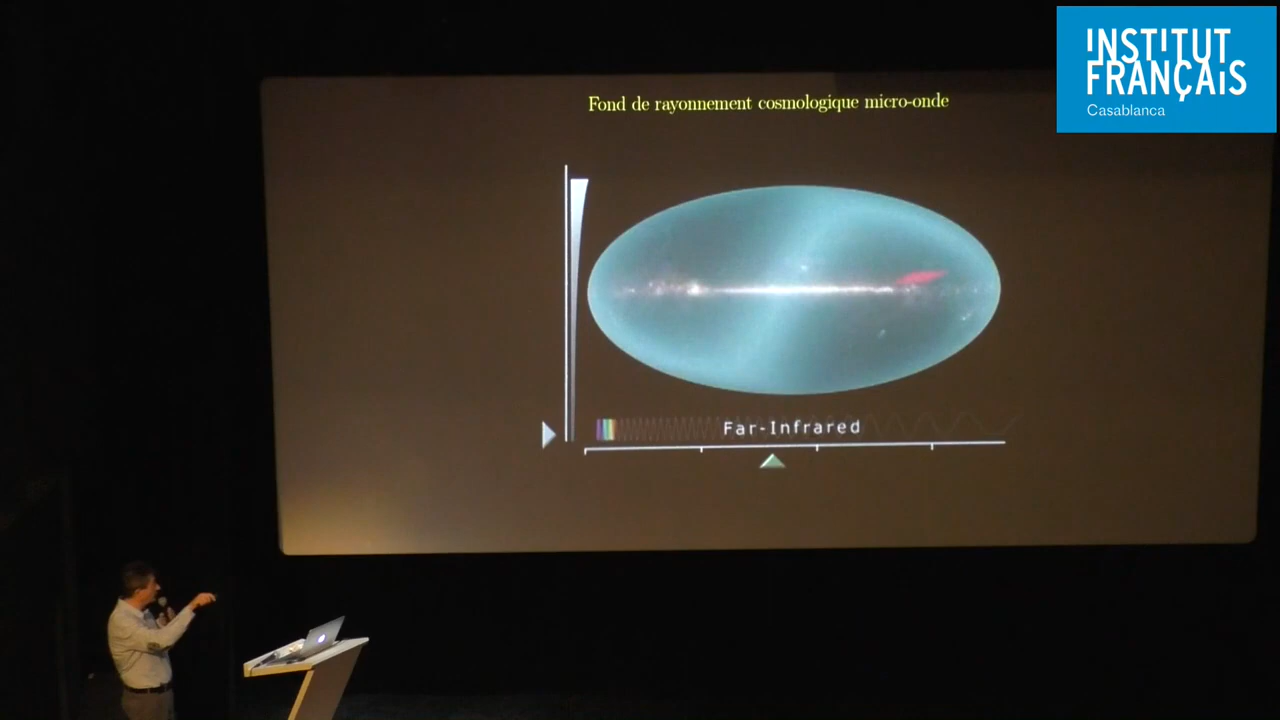 INSTITUT
FRANÇAIS
Casablanca
Fond de rayonnement cosmologique micro-onde
Far-Infrared